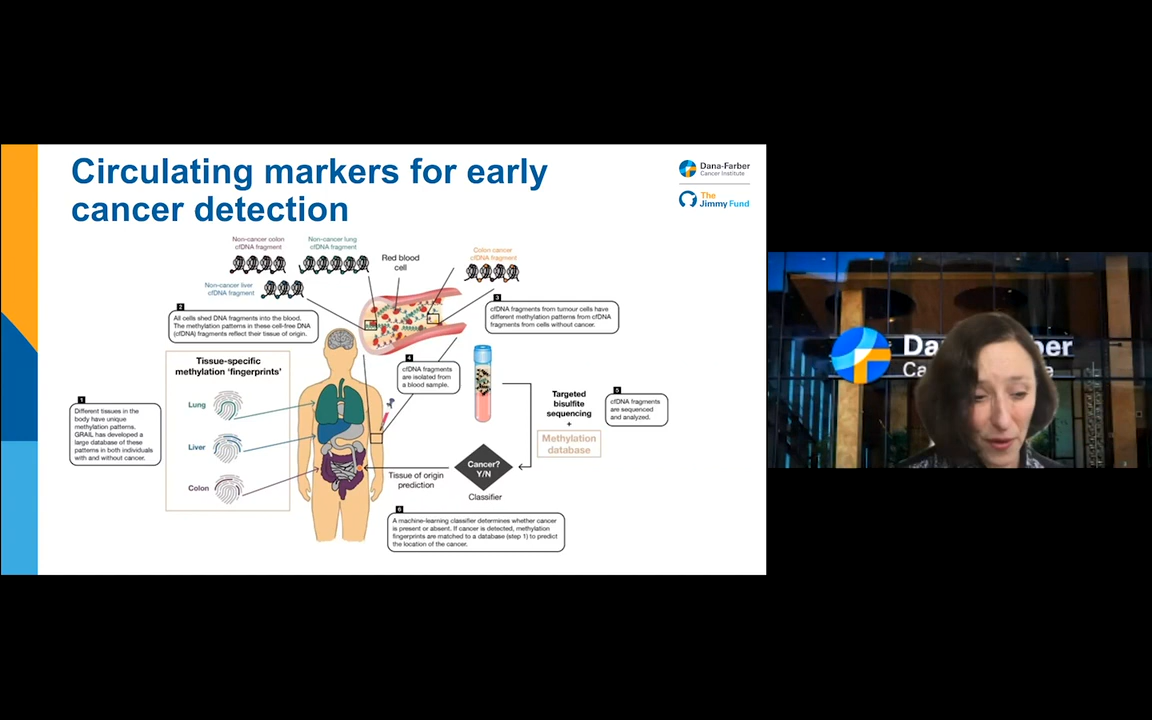 Circulating markers for early
cancer detection
Dana-Farber
Cancer Institute
The
Jimmy Fund
Non-cancer colon
cfDNA fragment
Non-cancer lung
cfDNA fragment
Red blood
cell
Colon cancer
cfDNA fragment
Non-cancer liver
cfDNA fragment
2
All cells shed DNA fragments into the blood.
The methylation patterns in these cell-free DNA
(cfDNA) fragments reflect their tissue of origin.
3
cfDNA fragments from tumour cells have
different methylation patterns from cfDNA
fragments from cells without cancer.
Tissue-specific
methylation 'fingerprints'
Lung
Liver
Colon
1
Different tissues in the
body have unique
methylation patterns.
GRAIL has developed a
large database of these
patterns in both individuals
with and without cancer.
4
cfDNA fragments
are isolated from
a blood sample.
Targeted
bisulfite
sequencing
+
Methylation
database
5
cfDNA fragments
are sequenced
and analyzed.
Cancer?
Y/N
Classifier
Tissue of origin
prediction
6
A machine-learning classifier determines whether cancer
is present or absent. If cancer is detected, methylation
fingerprints are matched to a database (step 1) to predict
the location of the cancer.
Da Farber
Ca e